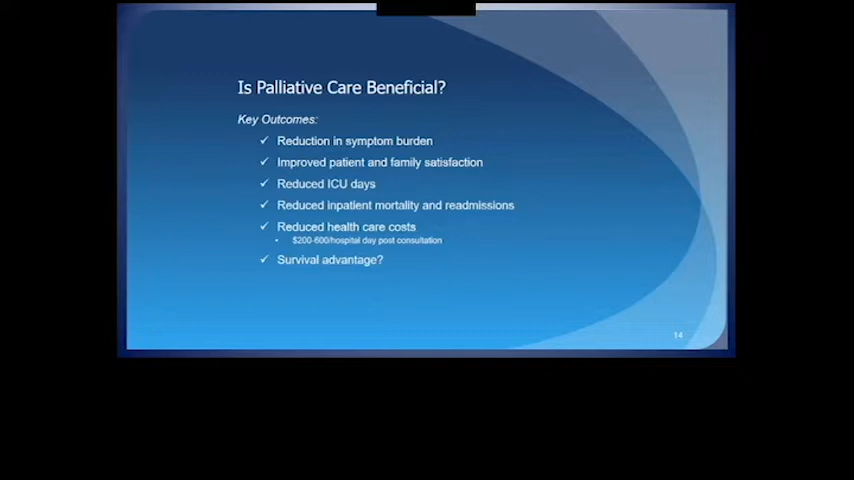 Is Palliative Care Beneficial?
Key Outcomes:
✓ Reduction in symptom burden
✓ Improved patient and family satisfaction
✓ Reduced ICU days
✓ Reduced inpatient mortality and readmissions
✓ Reduced health care costs
• $200-600/hospital day post consultation
✓ Survival advantage?
14